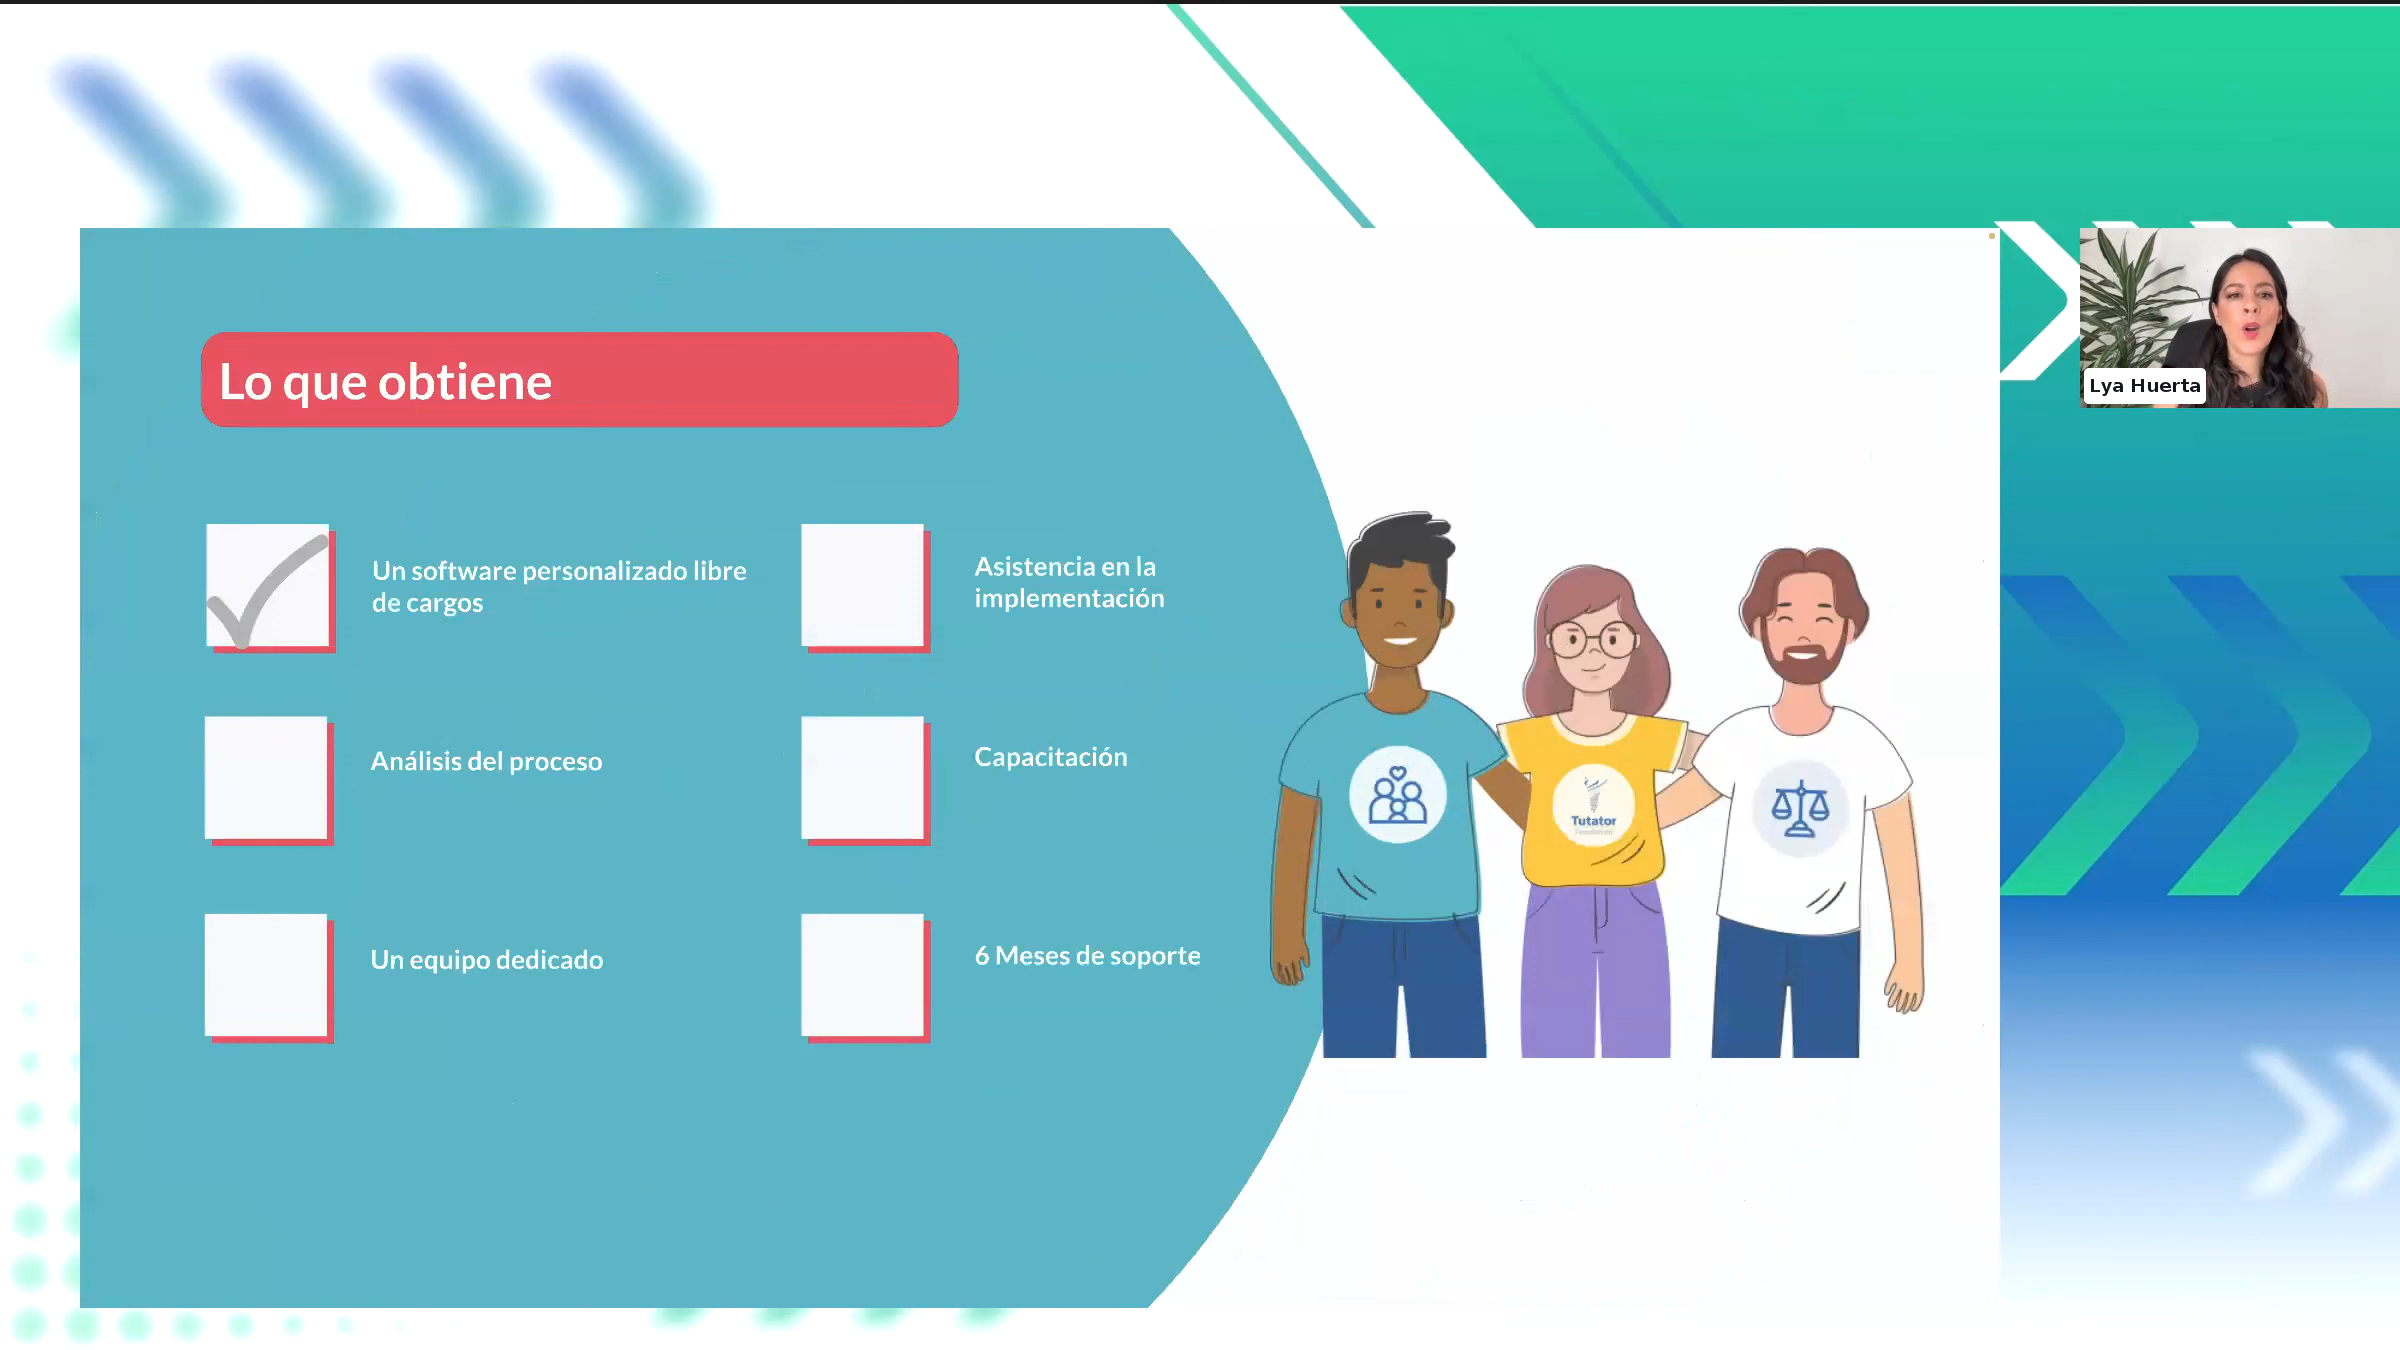 Lo que obtiene
Un software personalizado libre
de cargos
Análisis del proceso
Un equipo dedicado
Asistencia en la
implementación
Capacitación
6 Meses de soporte
Tutator
Lya Huerta